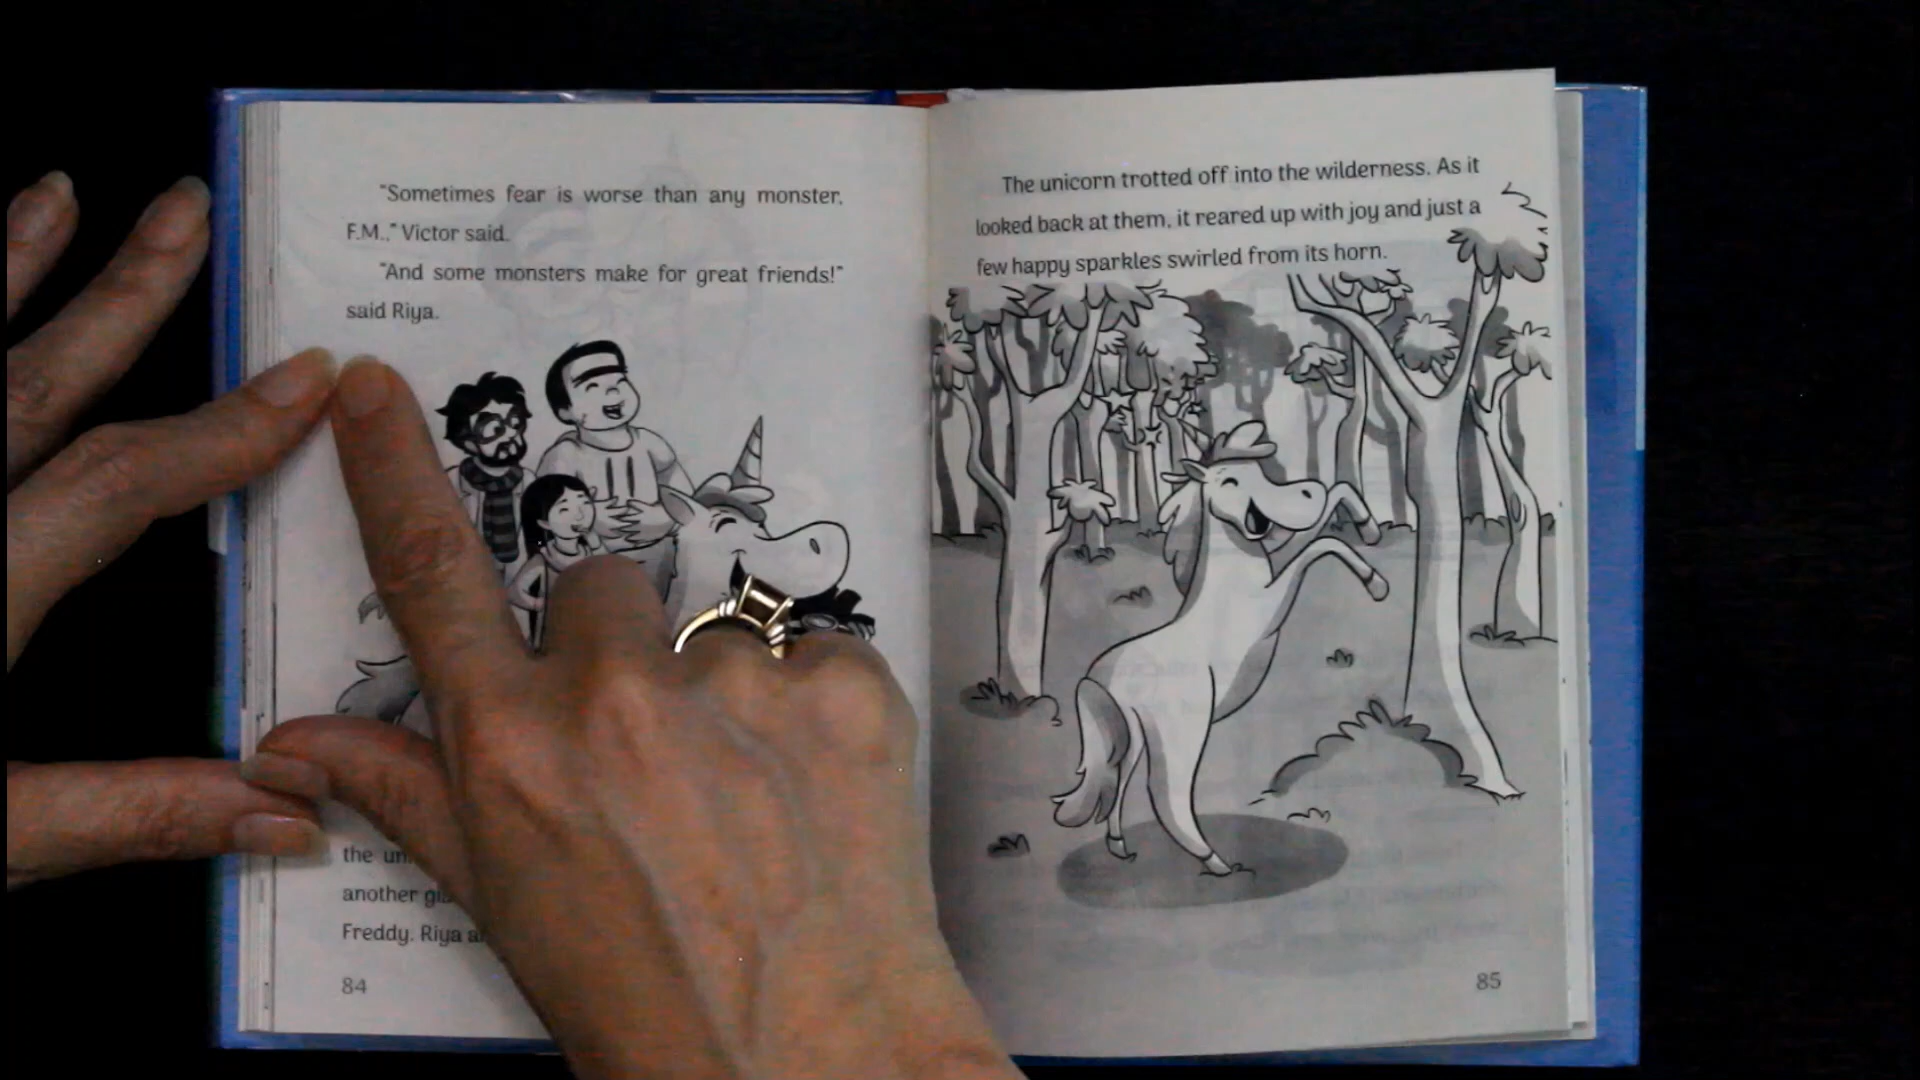 "Sometimes fear is worse than any monster,
F.M.," Victor said.
"And some monsters make for great friends!"
said Riya.
the
another
Freddy. Riya
84
The unicorn trotted off into the wilderness. As it
looked back at them, it reared up with joy and just a
few happy sparkles swirled from its horn.
85